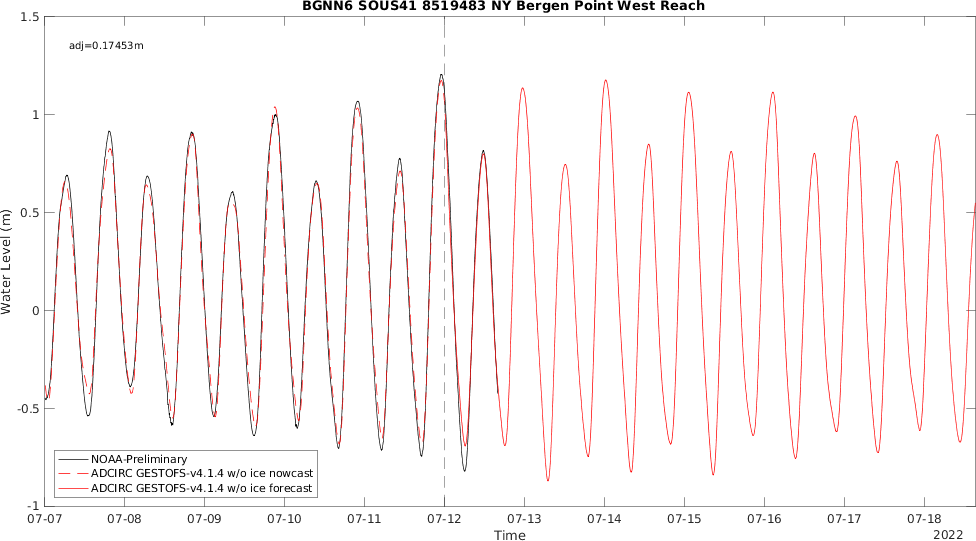 BGNN6 SOUS41 8519483 NY Bergen Point West Reach
adj=0.17453m
1.5
1
0.5
0
-0.5
-1
Water Level (m)
NOAA-Preliminary
ADCIRC GESTOFS-v4.1.4 w/o ice nowcast
ADCIRC GESTOFS-v4.1.4 w/o ice forecast
07-07 07-08 07-09 07-10 07-11 07-12 07-13 07-14 07-15 07-16 07-17 07-18
Time
2022